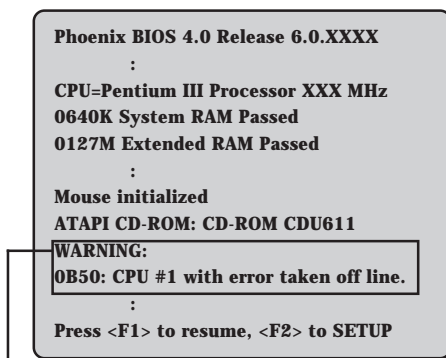 Phoenix BIOS 4.0 Release 6.0.XXXX
:
CPU=Pentium III Processor XXX MHz
0640K System RAM Passed
0127M Extended RAM Passed
:
Mouse initialized
ATAPI CD-ROM: CD-ROM CDU611
WARNING:
0B50: CPU #1 with error taken off line.
:
Press <F1> to resume, <F2> to SETUP